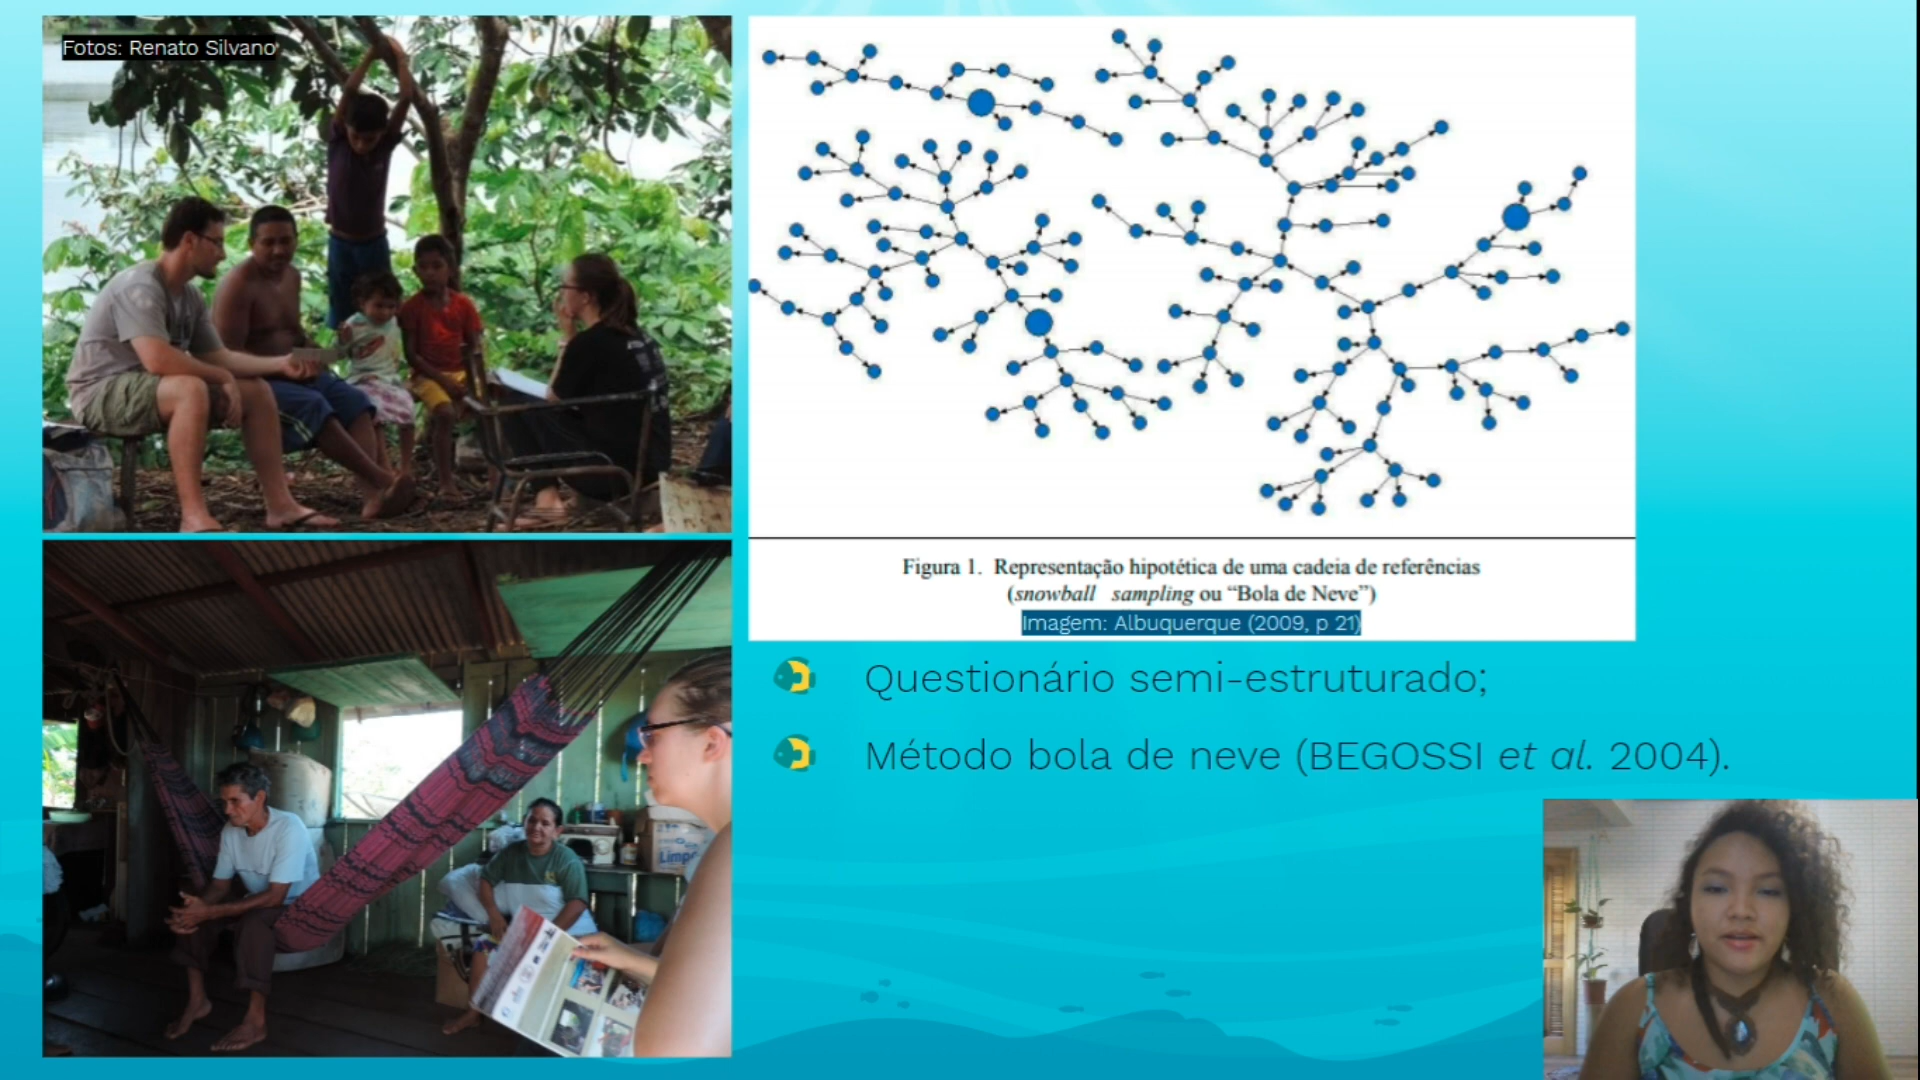 Fotos: Renato Silvano
Figura 1. Representação hipotética de uma cadeia de referências
(snowball sampling ou “Bola de Neve”)
Imagem: Albuquerque (2009, p 21)
Questionário semi-estruturado;
Método bola de neve (BEGOSSI et al. 2004).